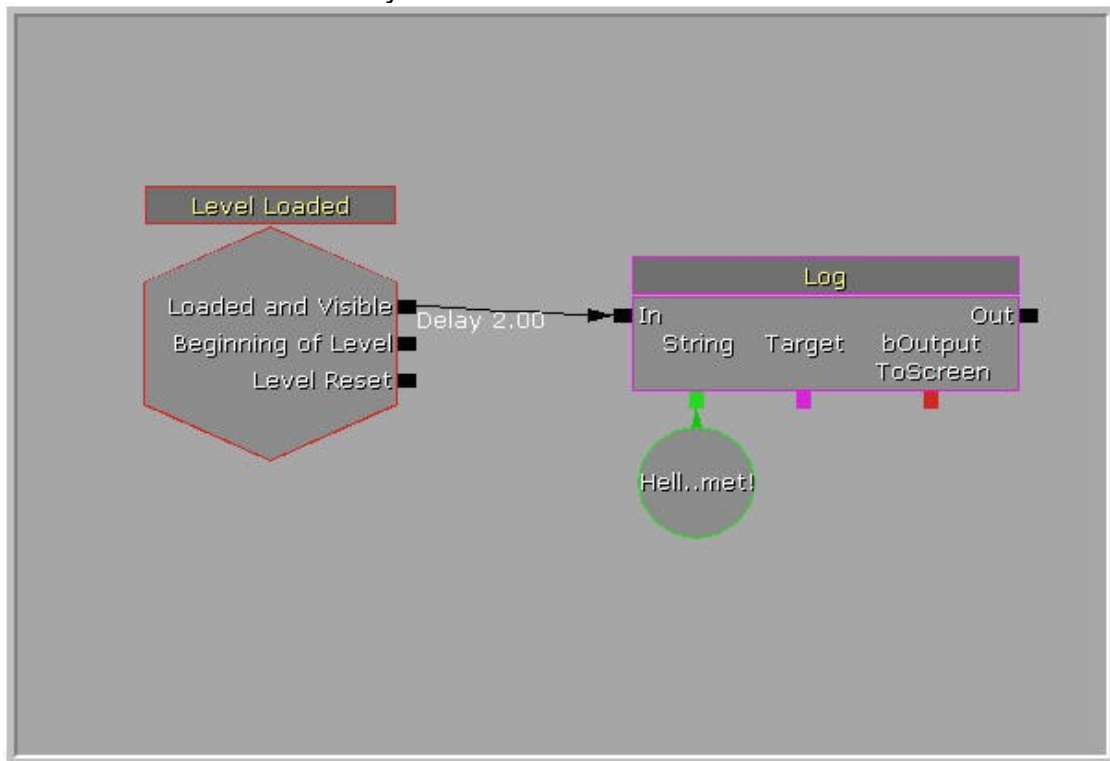 Level Loaded
Loaded and Visible
Beginning of Level
Level Reset
Delay 2.00
Log
In
Out
String
Target
bOutput
ToScreen
Hell..met!